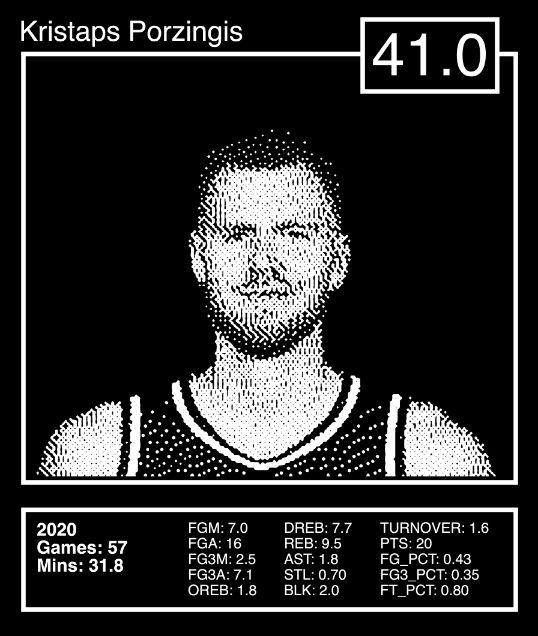 Kristaps Porzingis
41.0
2020
Games: 57
Mins: 31.8
FGM: 7.0
FGA: 16
FG3M: 2.5
FG3A: 7.1
OREB: 1.8
DREB: 7.7
REB: 9.5
AST: 1.8
STL: 0.70
BLK: 2.0
TURNOVER: 1.6
PTS: 20
FG_PCT: 0.43
FG3_PCT: 0.35
FT_PCT: 0.80